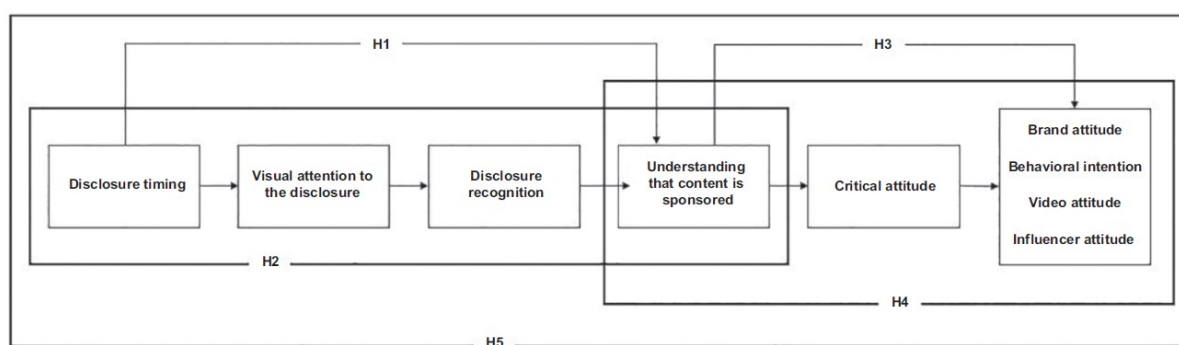 H1
H3
Disclosure timing
Visual attention to
the disclosure
Disclosure
recognition
Understanding
that content is
sponsored
Critical attitude
Brand attitude
Behavioral intention
Video attitude
Influencer attitude
H2
H4
H5